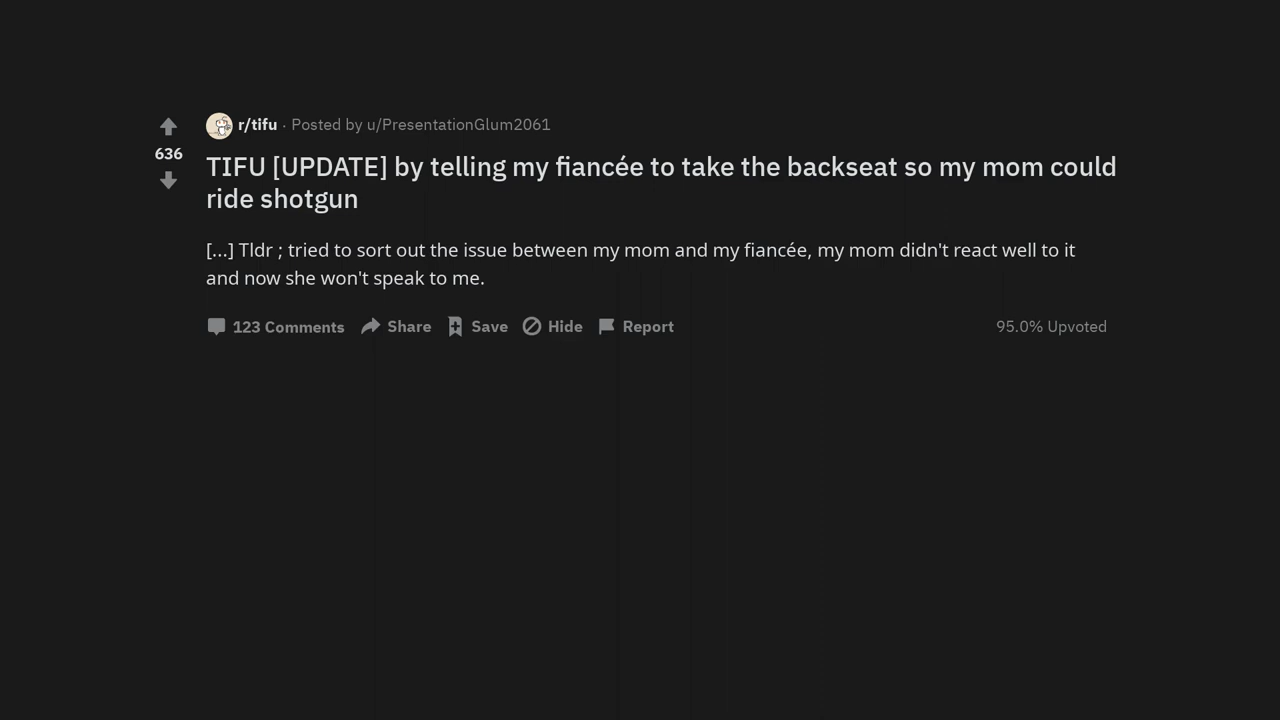 r/tifu · Posted by u/PresentationGlum2061
636
TIFU [UPDATE] by telling my fiancée to take the backseat so my mom could
ride shotgun
[...] Tldr ; tried to sort out the issue between my mom and my fiancée, my mom didn't react well to it
and now she won't speak to me.
123 Comments Share Save Hide Report 95.0% Upvoted